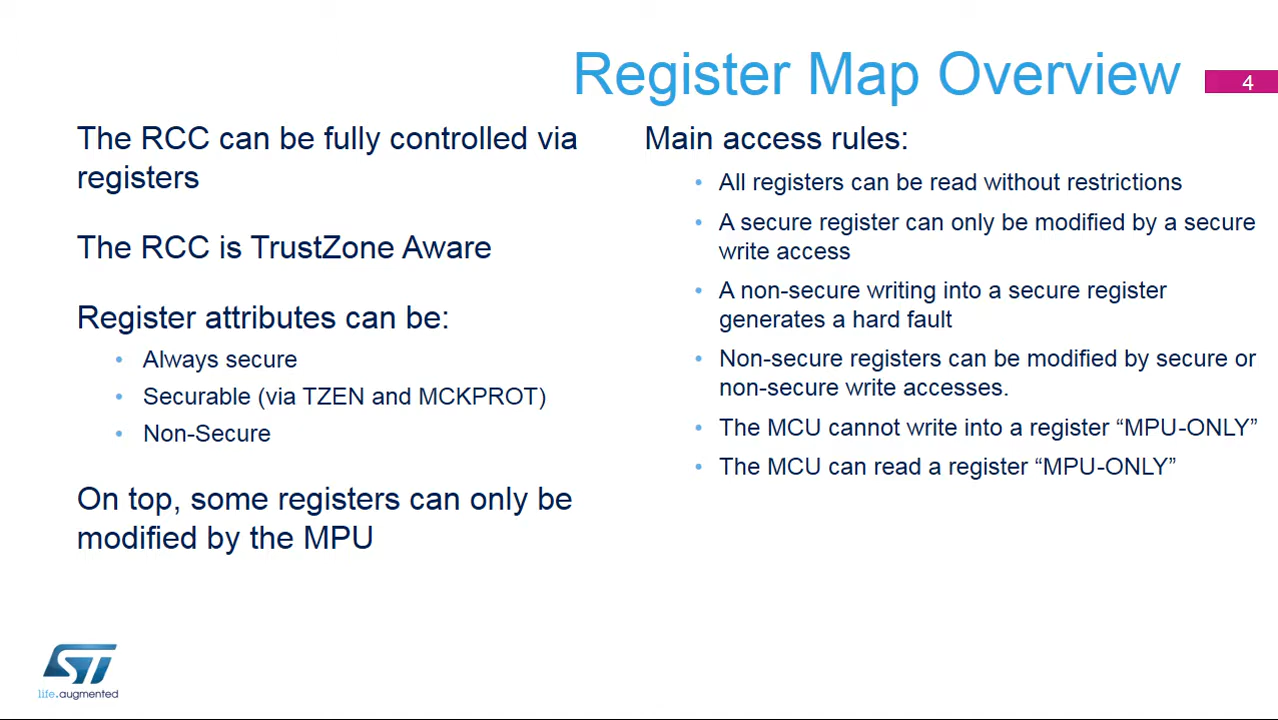 Register Map Overview
4
The RCC can be fully controlled via
registers
The RCC is TrustZone Aware
Register attributes can be:
• Always secure
• Securable (via TZEN and MCKPROT)
• Non-Secure
On top, some registers can only be
modified by the MPU
Main access rules:
• All registers can be read without restrictions
• A secure register can only be modified by a secure
write access
• A non-secure writing into a secure register
generates a hard fault
• Non-secure registers can be modified by secure or
non-secure write accesses.
• The MCU cannot write into a register “MPU-ONLY”
• The MCU can read a register “MPU-ONLY”
ST
life.augmented